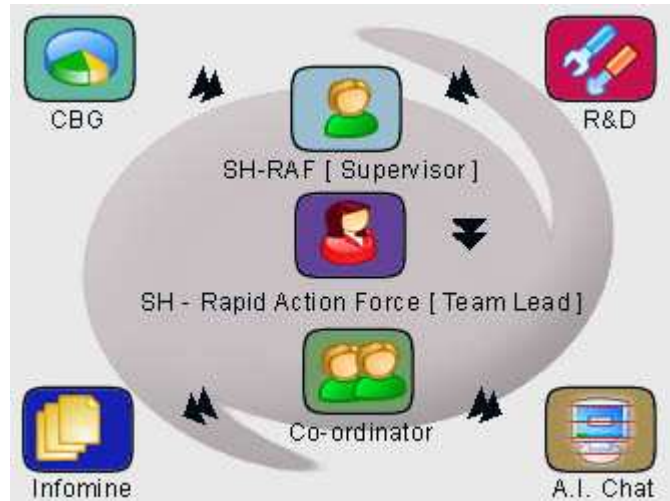 CBG
R&D
SH-RAF [ Supervisor ]
SH - Rapid Action Force [ Team Lead ]
Co-ordinator
Infomine
A.I. Chat